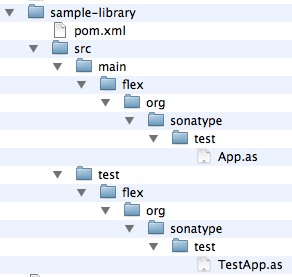 sample-library
pom.xml
src
main
flex
org
sonatype
test
App.as
test
flex
org
sonatype
test
TestApp.as